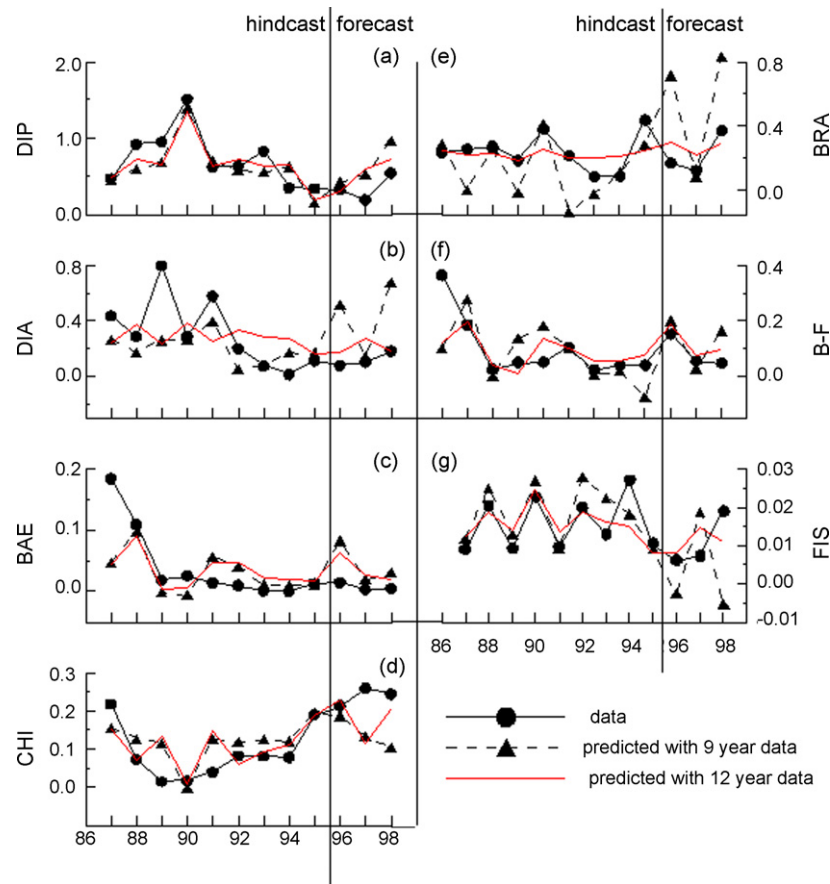 hindcast forecast hindcast forecast
(a) (e)
DIP
2.0
1.0
0.0
BRA
0.8
0.4
0.0
(b) (f)
DIA
0.8
0.4
0.0
B-F
0.4
0.2
0.0
(c) (g)
BAE
0.2
0.1
0.0
FIS
0.03
0.02
0.01
0.00
-0.01
86 88 90 92 94 96 98
(d)
CHI
0.3
0.2
0.1
0.0
86 88 90 92 94 96 98
data
predicted with 9 year data
predicted with 12 year data